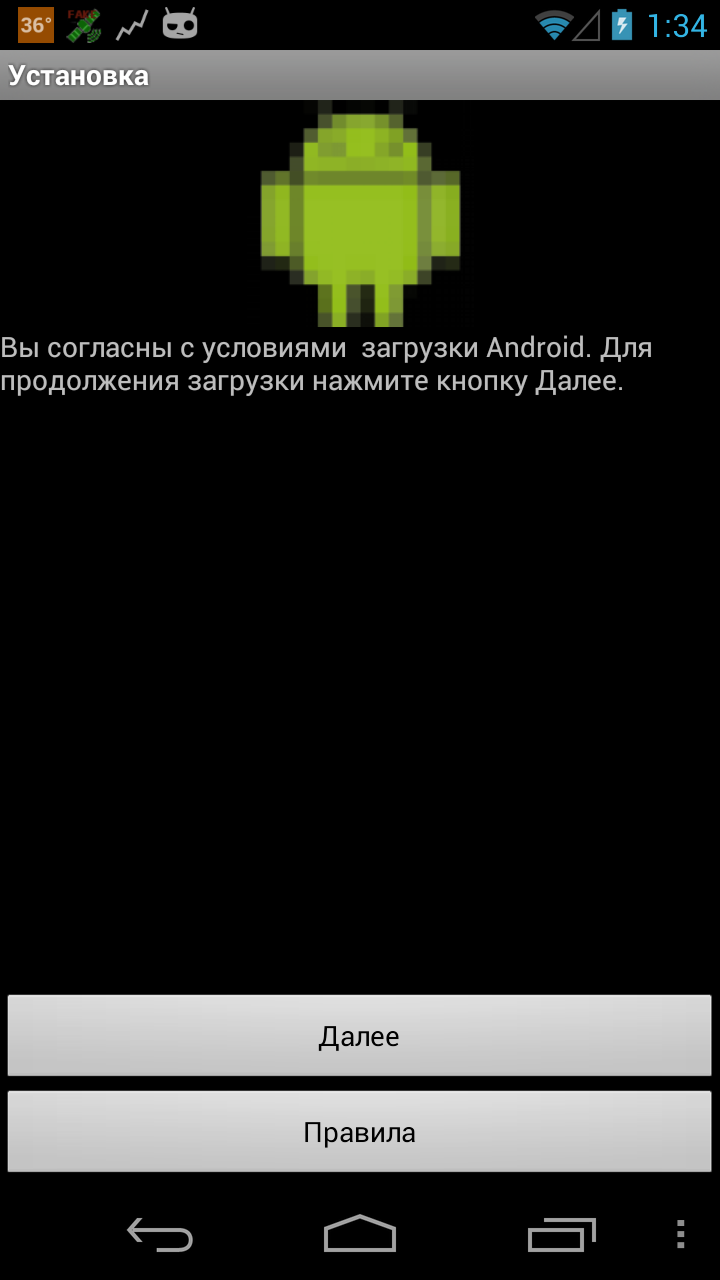 36°
FAKE
1:34
Установка
Вы согласны с условиями  загрузки Android. Для
продолжения загрузки нажмите кнопку Далее.
Далее
Правила